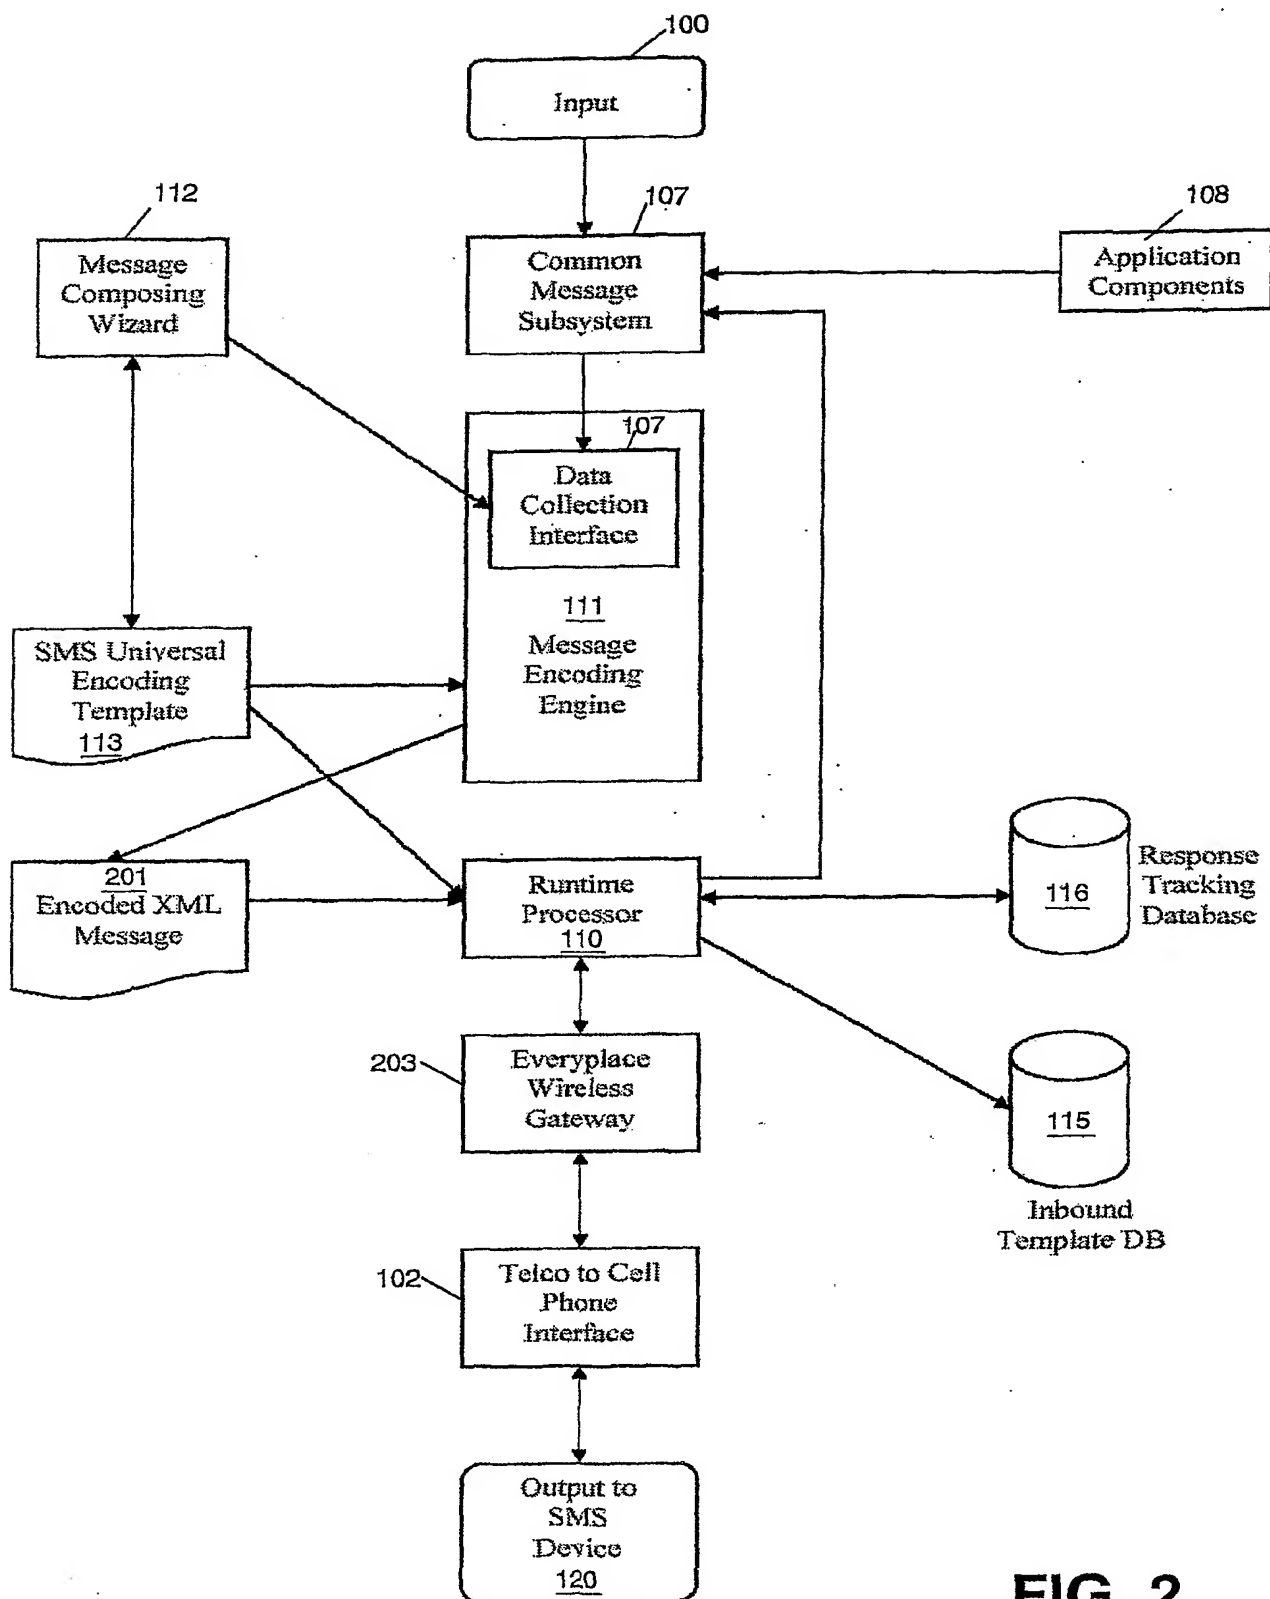 100
Input
112
107
108
Message
Composing
Wizard
Common
Message
Subsystem
Application
Components
107
Data
Collection
Interface
111
Message
Encoding
Engine
SMS Universal
Encoding
Template
113
201
Encoded XML
Message
Runtime
Processor
110
116
Response
Tracking
Database
203
Everyplace
Wireless
Gateway
115
Inbound
Template DB
102
Telco to Cell
Phone
Interface
Output to
SMS
Device
120
FIG. 2